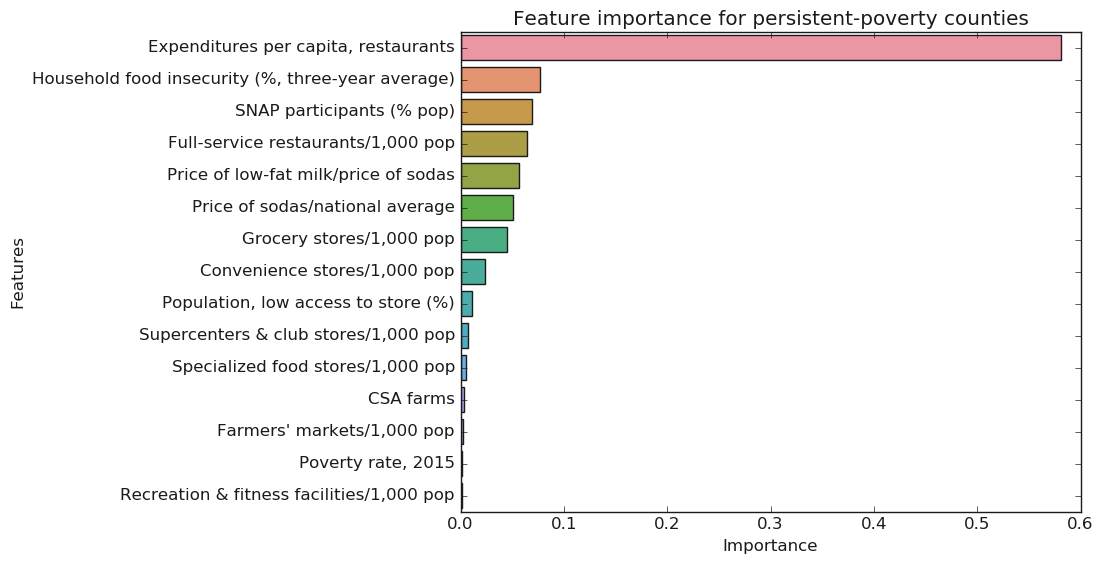 Feature importance for persistent-poverty counties
Expenditures per capita, restaurants
Household food insecurity (%, three-year average)
SNAP participants (% pop)
Full-service restaurants/1,000 pop
Price of low-fat milk/price of sodas
Price of sodas/national average
Grocery stores/1,000 pop
Convenience stores/1,000 pop
Population, low access to store (%)
Supercenters & club stores/1,000 pop
Specialized food stores/1,000 pop
CSA farms
Farmers' markets/1,000 pop
Poverty rate, 2015
Recreation & fitness facilities/1,000 pop
Features
0.0 0.1 0.2 0.3 0.4 0.5 0.6
Importance